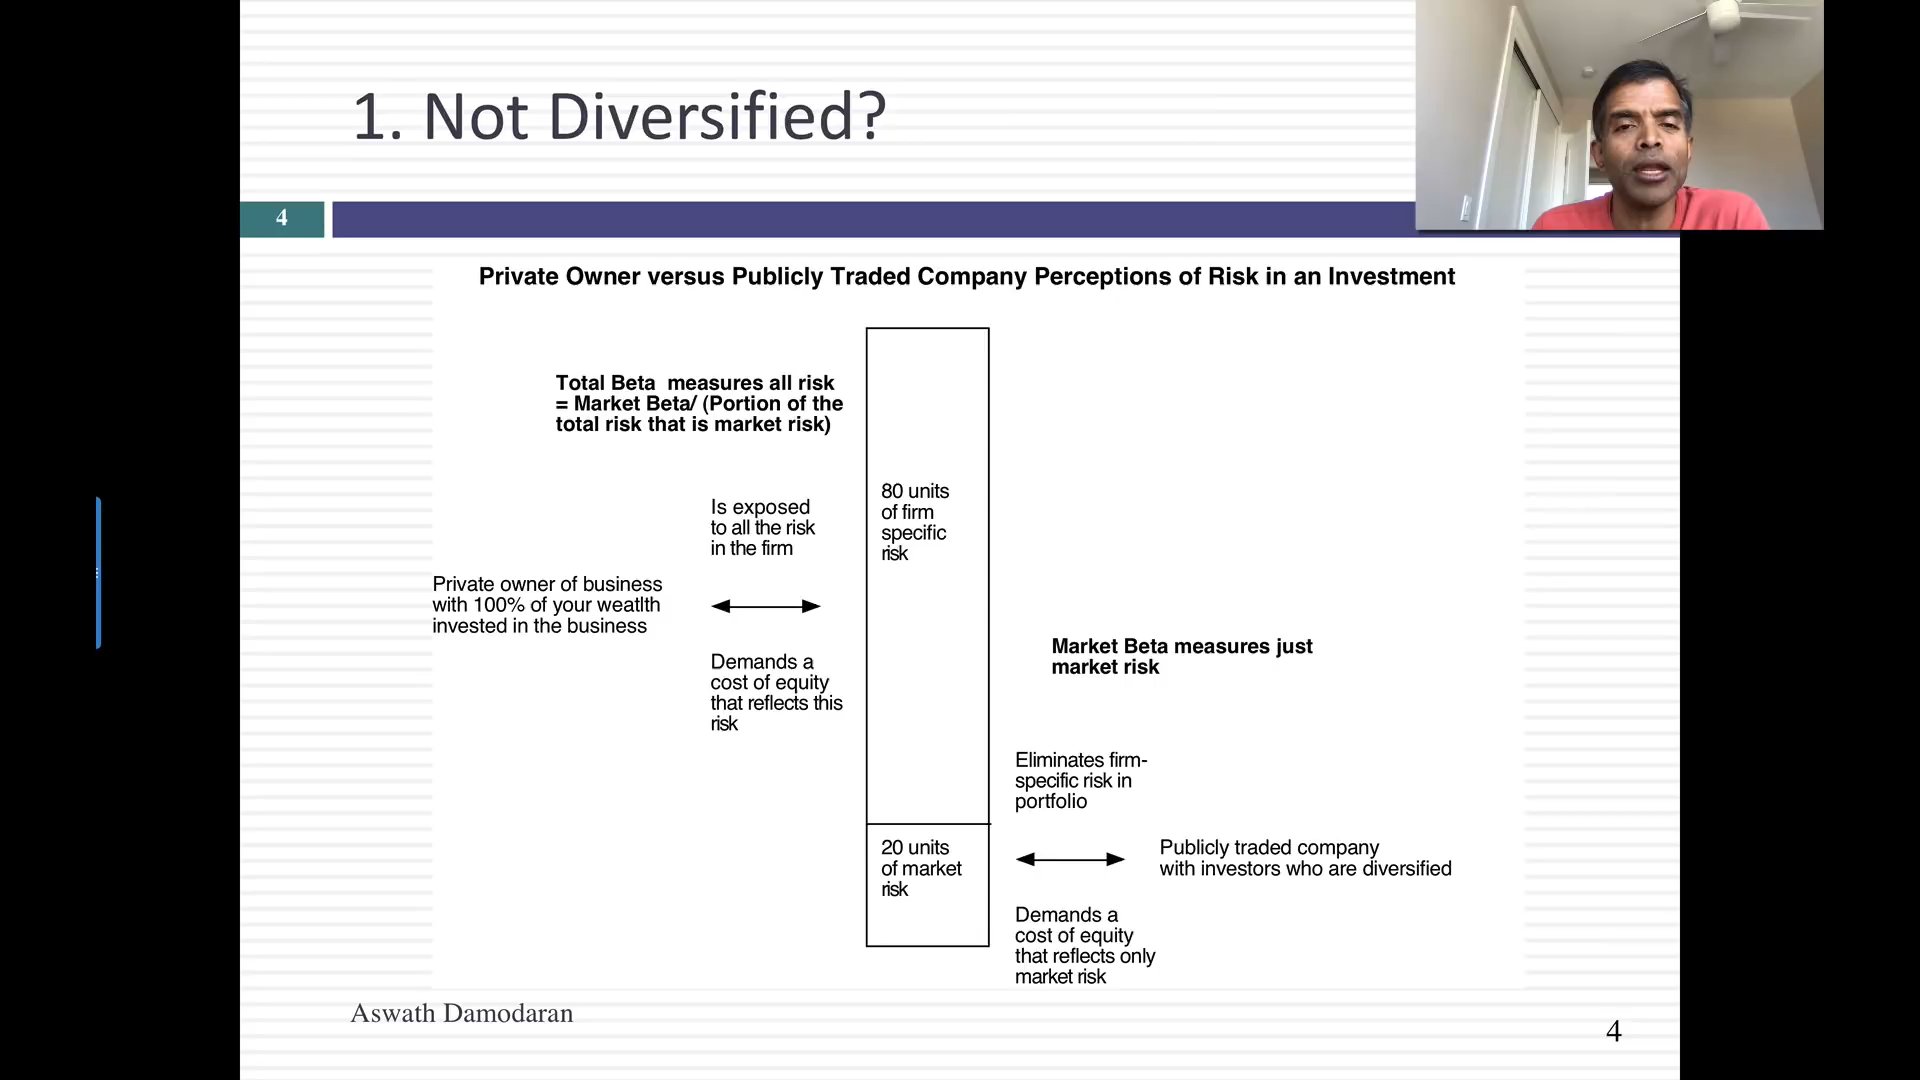 1. Not Diversified?
4
Private Owner versus Publicly Traded Company Perceptions of Risk in an Investment
Total Beta measures all risk
= Market Beta/ (Portion of the
total risk that is market risk)
80 units
of firm
specific
risk
Is exposed
to all the risk
in the firm
Private owner of business
with 100% of your weatlth
invested in the business
Demands a
cost of equity
that reflects this
risk
Market Beta measures just
market risk
Eliminates firm-
specific risk in
portfolio
20 units
of market
risk
Publicly traded company
with investors who are diversified
Demands a
cost of equity
that reflects only
market risk
Aswath Damodaran
4